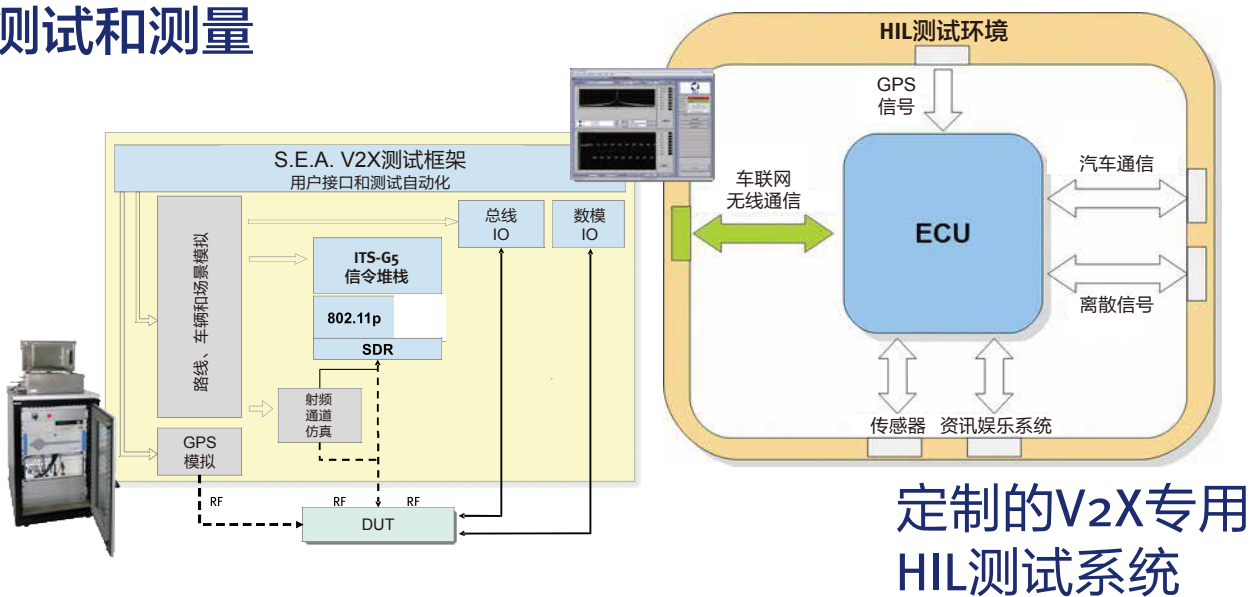 测试和测量
HIL测试环境
GPS
信号
S.E.A. V2X测试框架
用户接口和测试自动化
车联网
无线通信
汽车通信
ECU
总线
IO
数模
IO
路线、车辆和场景模拟
ITS-G5
信令堆栈
802.11p
SDR
离散信号
射频
通道
仿真
传感器
资讯娱乐系统
GPS
模拟
RF
RF
RF
DUT
定制的V2X专用
HIL测试系统